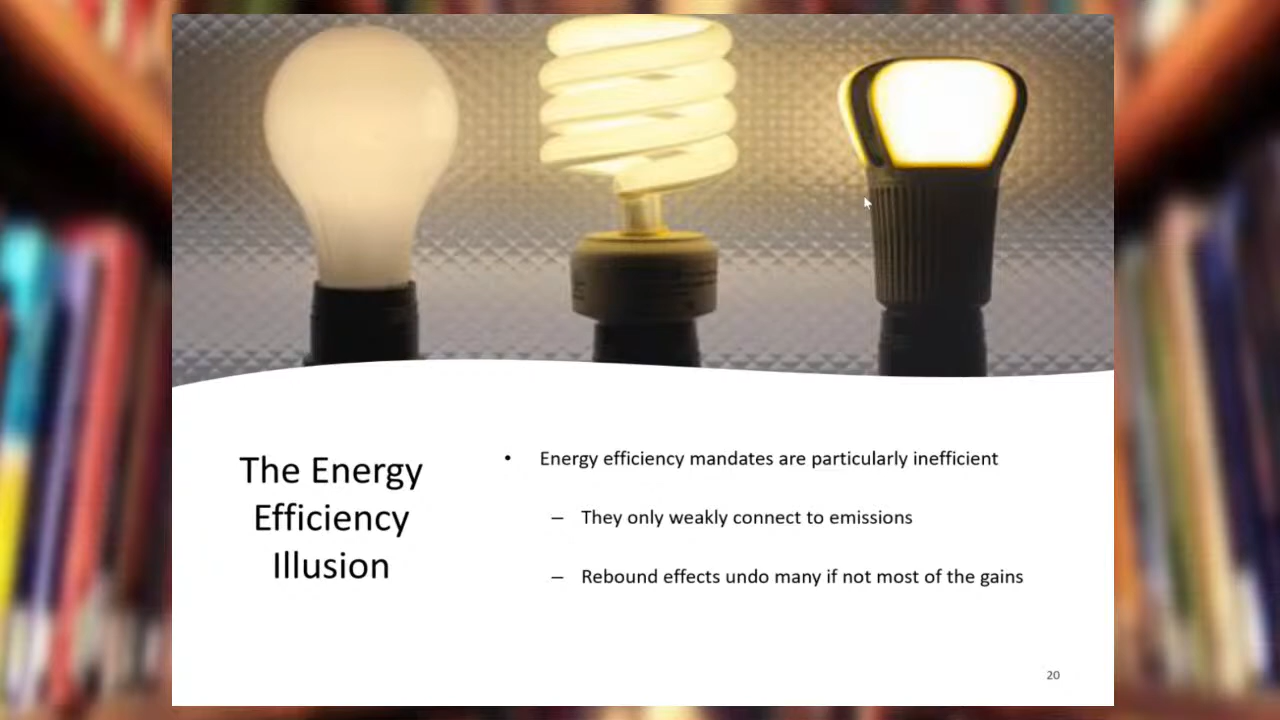 The Energy
Efficiency
Illusion
• Energy efficiency mandates are particularly inefficient
– They only weakly connect to emissions
– Rebound effects undo many if not most of the gains
20